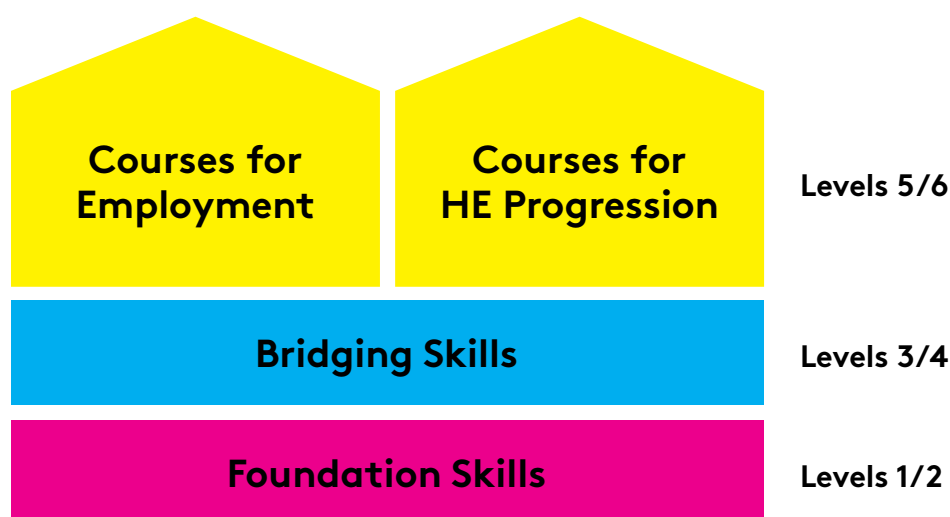 Courses for
Employment
Courses for
HE Progression
Levels 5/6
Bridging Skills
Levels 3/4
Foundation Skills
Levels 1/2